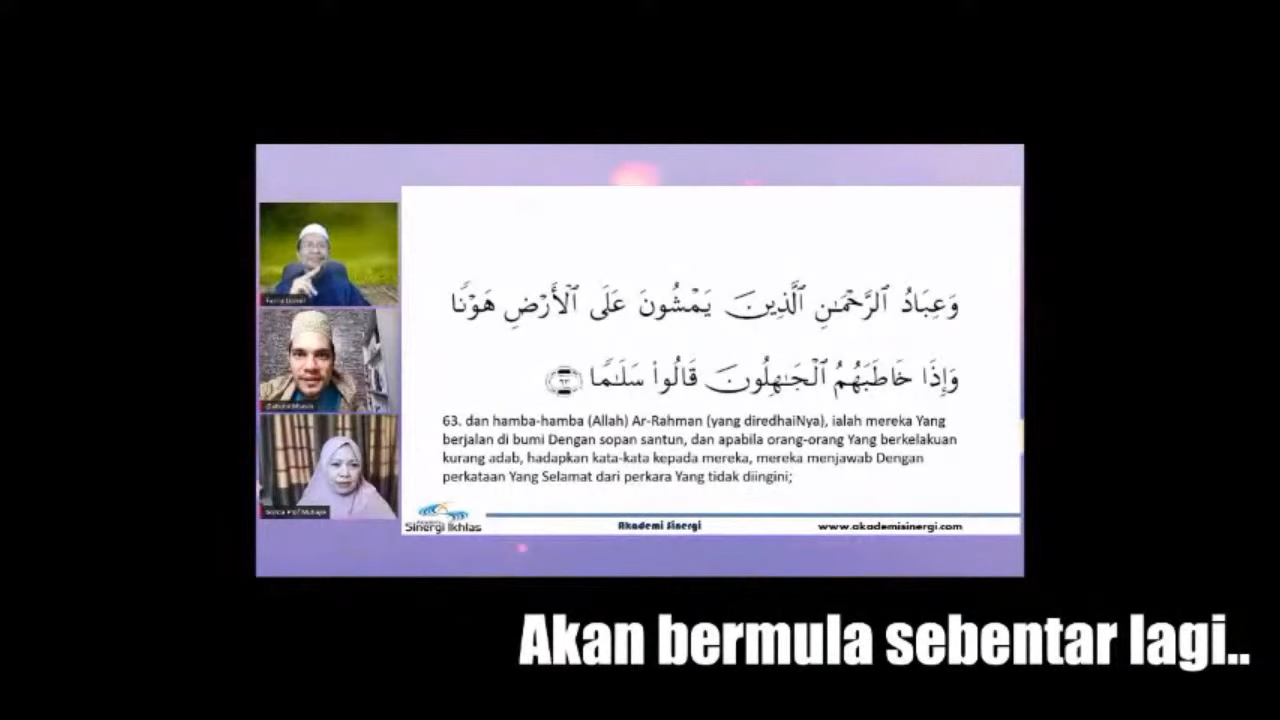 وَعِبَادُ ٱلرَّحْمَـٰنِ ٱلَّذِينَ يَمْشُونَ عَلَى ٱلْأَرْضِ هَوْنًا
وَإِذَا خَاطَبَهُمُ ٱلْجَـٰهِلُونَ قَالُوا۟ سَلَـٰمًا ٦٣
63. dan hamba-hamba (Allah) Ar-Rahman (yang diredhaiNya), ialah mereka Yang
berjalan di bumi Dengan sopan santun, dan apabila orang-orang Yang berkelakuan
kurang adab, hadapkan kata-kata kepada mereka, mereka menjawab Dengan
perkataan Yang Selamat dari perkara Yang tidak diingini;
Sinergi Ikhlas
Akademi Sinergi
www.akademisinergi.com
Akan bermula sebentar lagi..